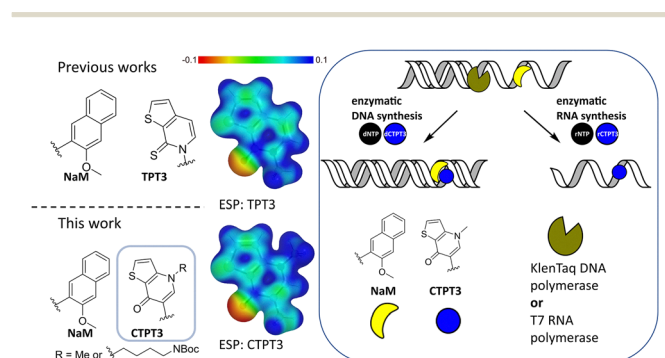 Previous works
-0.1 0.1
S
S
N
O
NaM
TPT3
ESP: TPT3
This work
S
N
R
O
O
NaM
CTPT3
R = Me or
NBoc
ESP: CTPT3
enzymatic
DNA synthesis
dNTP dCTPT3
enzymatic
RNA synthesis
rNTP rCTPT3
S
N
O
O
NaM
CTPT3
KlenTaq DNA
polymerase
or
T7 RNA
polymerase